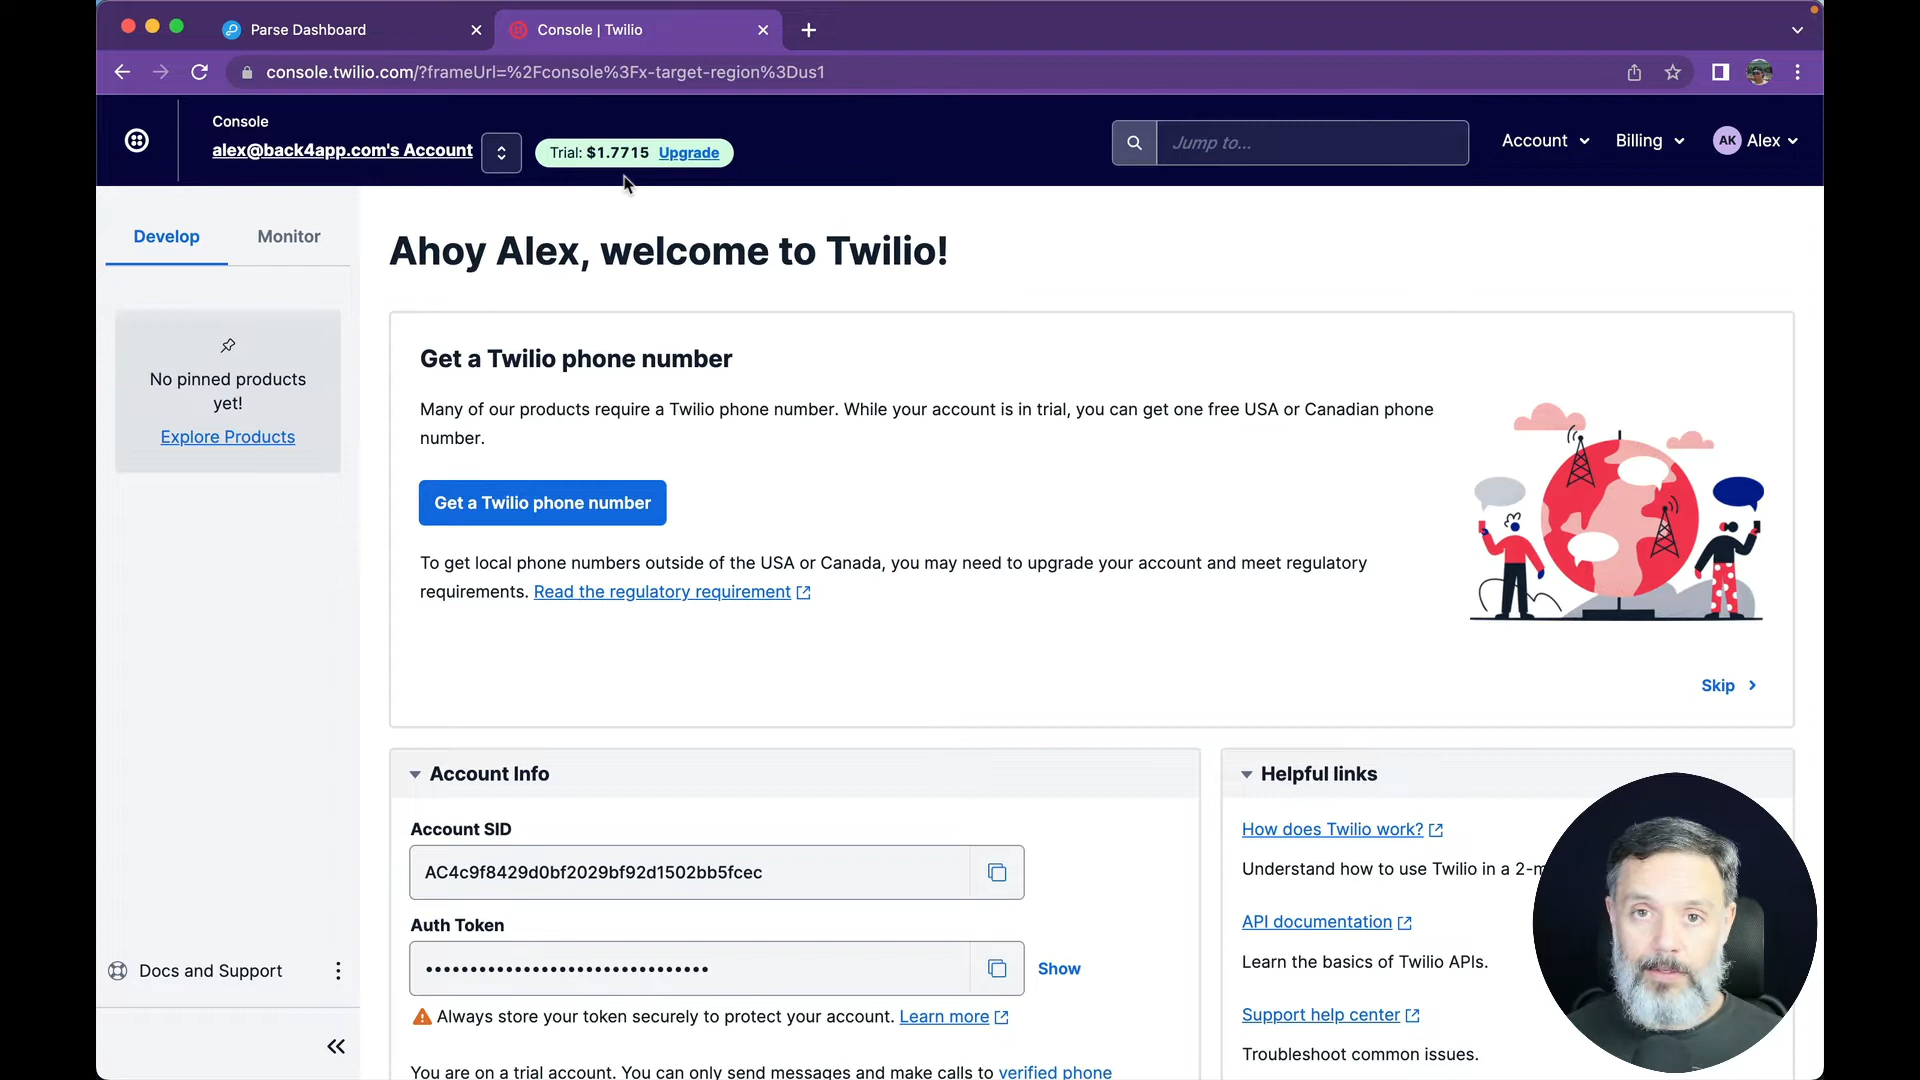 Parse Dashboard
Console | Twilio
console.twilio.com/?frameUrl=%2Fconsole%3Fx-target-region%3Dus1
Console
alex@back4app.com's Account
Trial: $1.7715 Upgrade
Jump to...
Account
Billing
AK Alex
Develop
Monitor
No pinned products
yet!
Explore Products
Docs and Support
Ahoy Alex, welcome to Twilio!
Get a Twilio phone number
Many of our products require a Twilio phone number. While your account is in trial, you can get one free USA or Canadian phone
number.
Get a Twilio phone number
To get local phone numbers outside of the USA or Canada, you may need to upgrade your account and meet regulatory
requirements. Read the regulatory requirement
Skip
Account Info
Account SID
AC4c9f8429d0bf2029bf92d1502bb5fcec
Auth Token
••••••••••••••••••••••••••••••••
Show
Always store your token securely to protect your account. Learn more
You are on a trial account. You can only send messages and make calls to verified phone
Helpful links
How does Twilio work?
Understand how to use Twilio in a 2-m
API documentation
Learn the basics of Twilio APIs.
Support help center
Troubleshoot common issues.